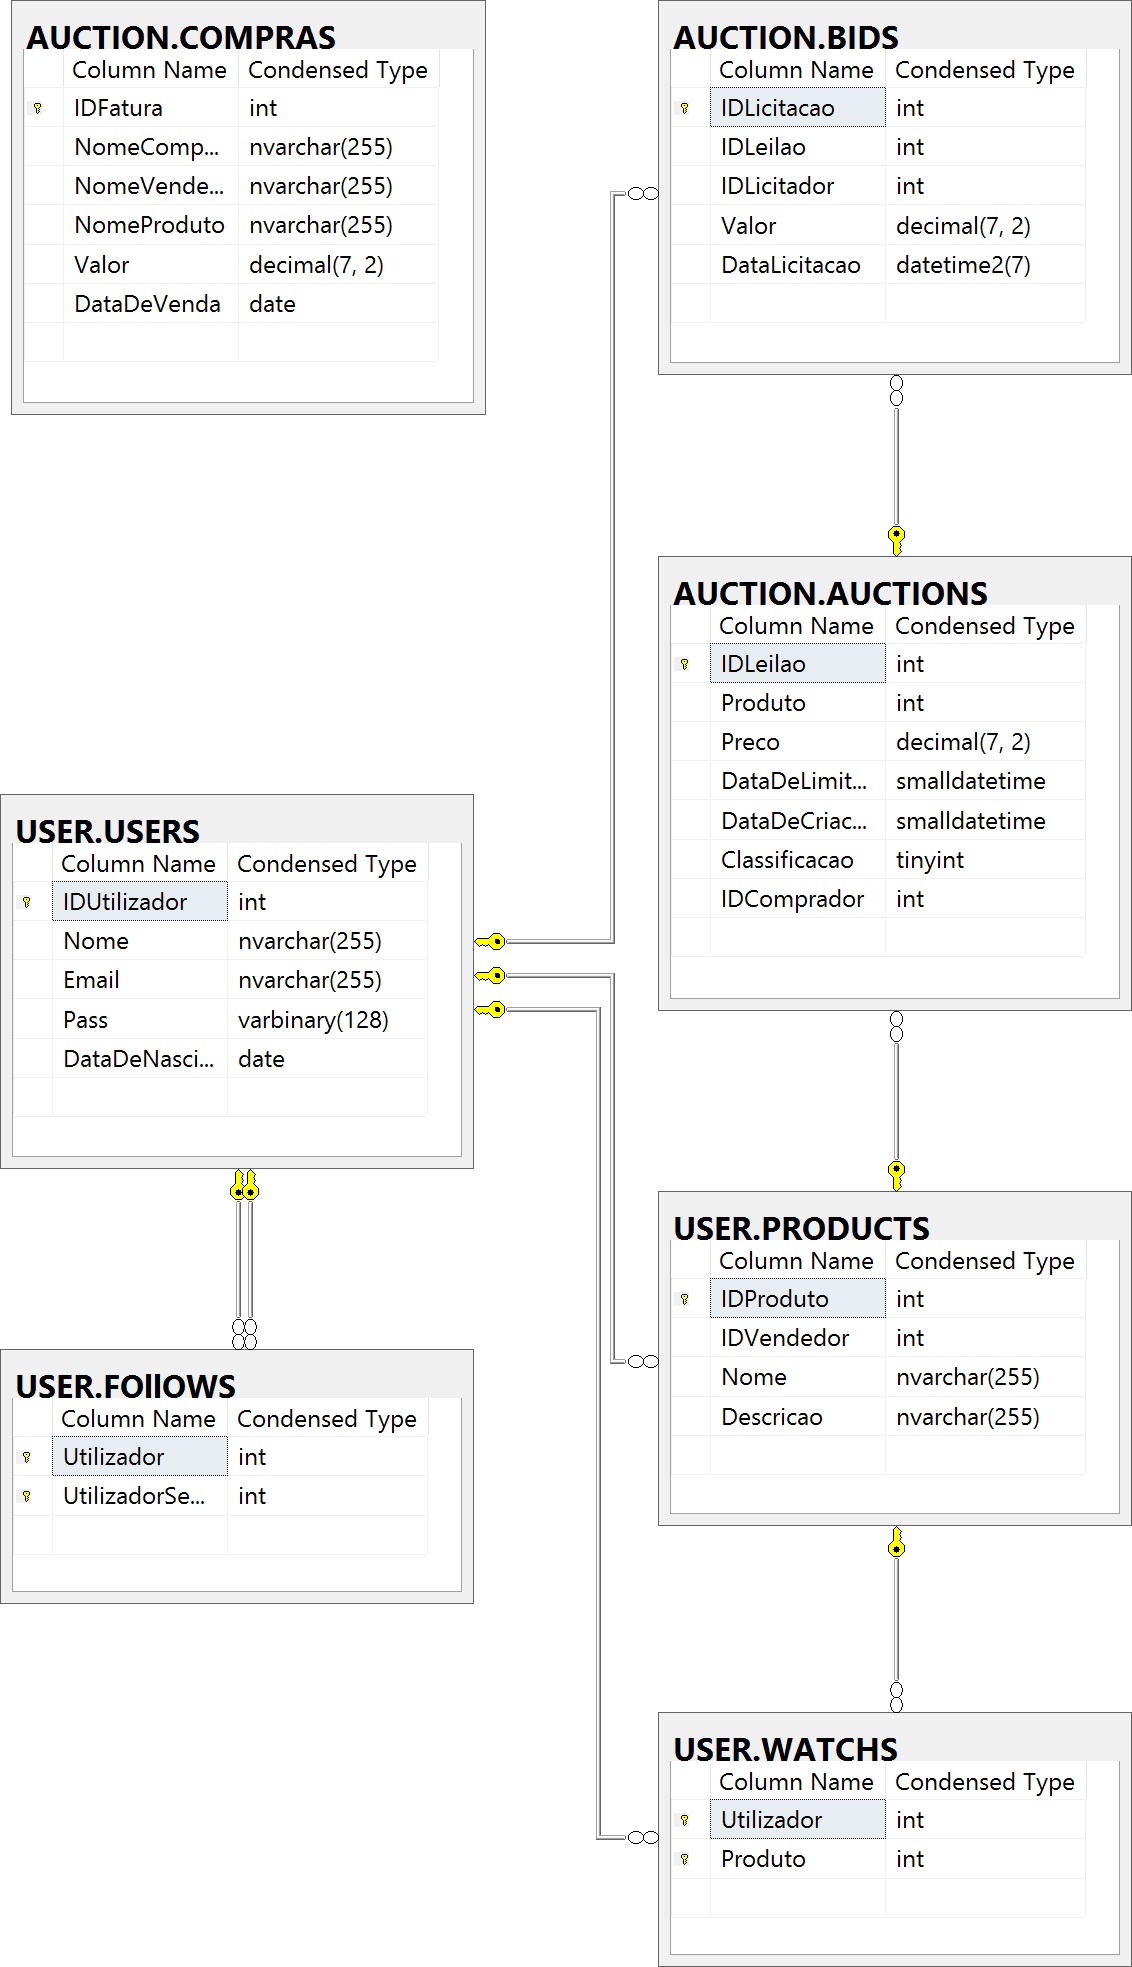 AUCTION.COMPRAS
Column Name Condensed Type
IDFatura int
NomeComp... nvarchar(255)
NomeVende... nvarchar(255)
NomeProduto nvarchar(255)
Valor decimal(7, 2)
DataDeVenda date
AUCTION.BIDS
Column Name Condensed Type
IDLicitacao int
IDLeilao int
IDLicitador int
Valor decimal(7, 2)
DataLicitacao datetime2(7)
AUCTION.AUCTIONS
Column Name Condensed Type
IDLeilao int
Produto int
Preco decimal(7, 2)
DataDeLimit... smalldatetime
DataDeCriac... smalldatetime
Classificacao tinyint
IDComprador int
USER.USERS
Column Name Condensed Type
IDUtilizador int
Nome nvarchar(255)
Email nvarchar(255)
Pass varbinary(128)
DataDeNasci... date
USER.PRODUCTS
Column Name Condensed Type
IDProduto int
IDVendedor int
Nome nvarchar(255)
Descricao nvarchar(255)
USER.FOllOWS
Column Name Condensed Type
Utilizador int
UtilizadorSe... int
USER.WATCHS
Column Name Condensed Type
Utilizador int
Produto int